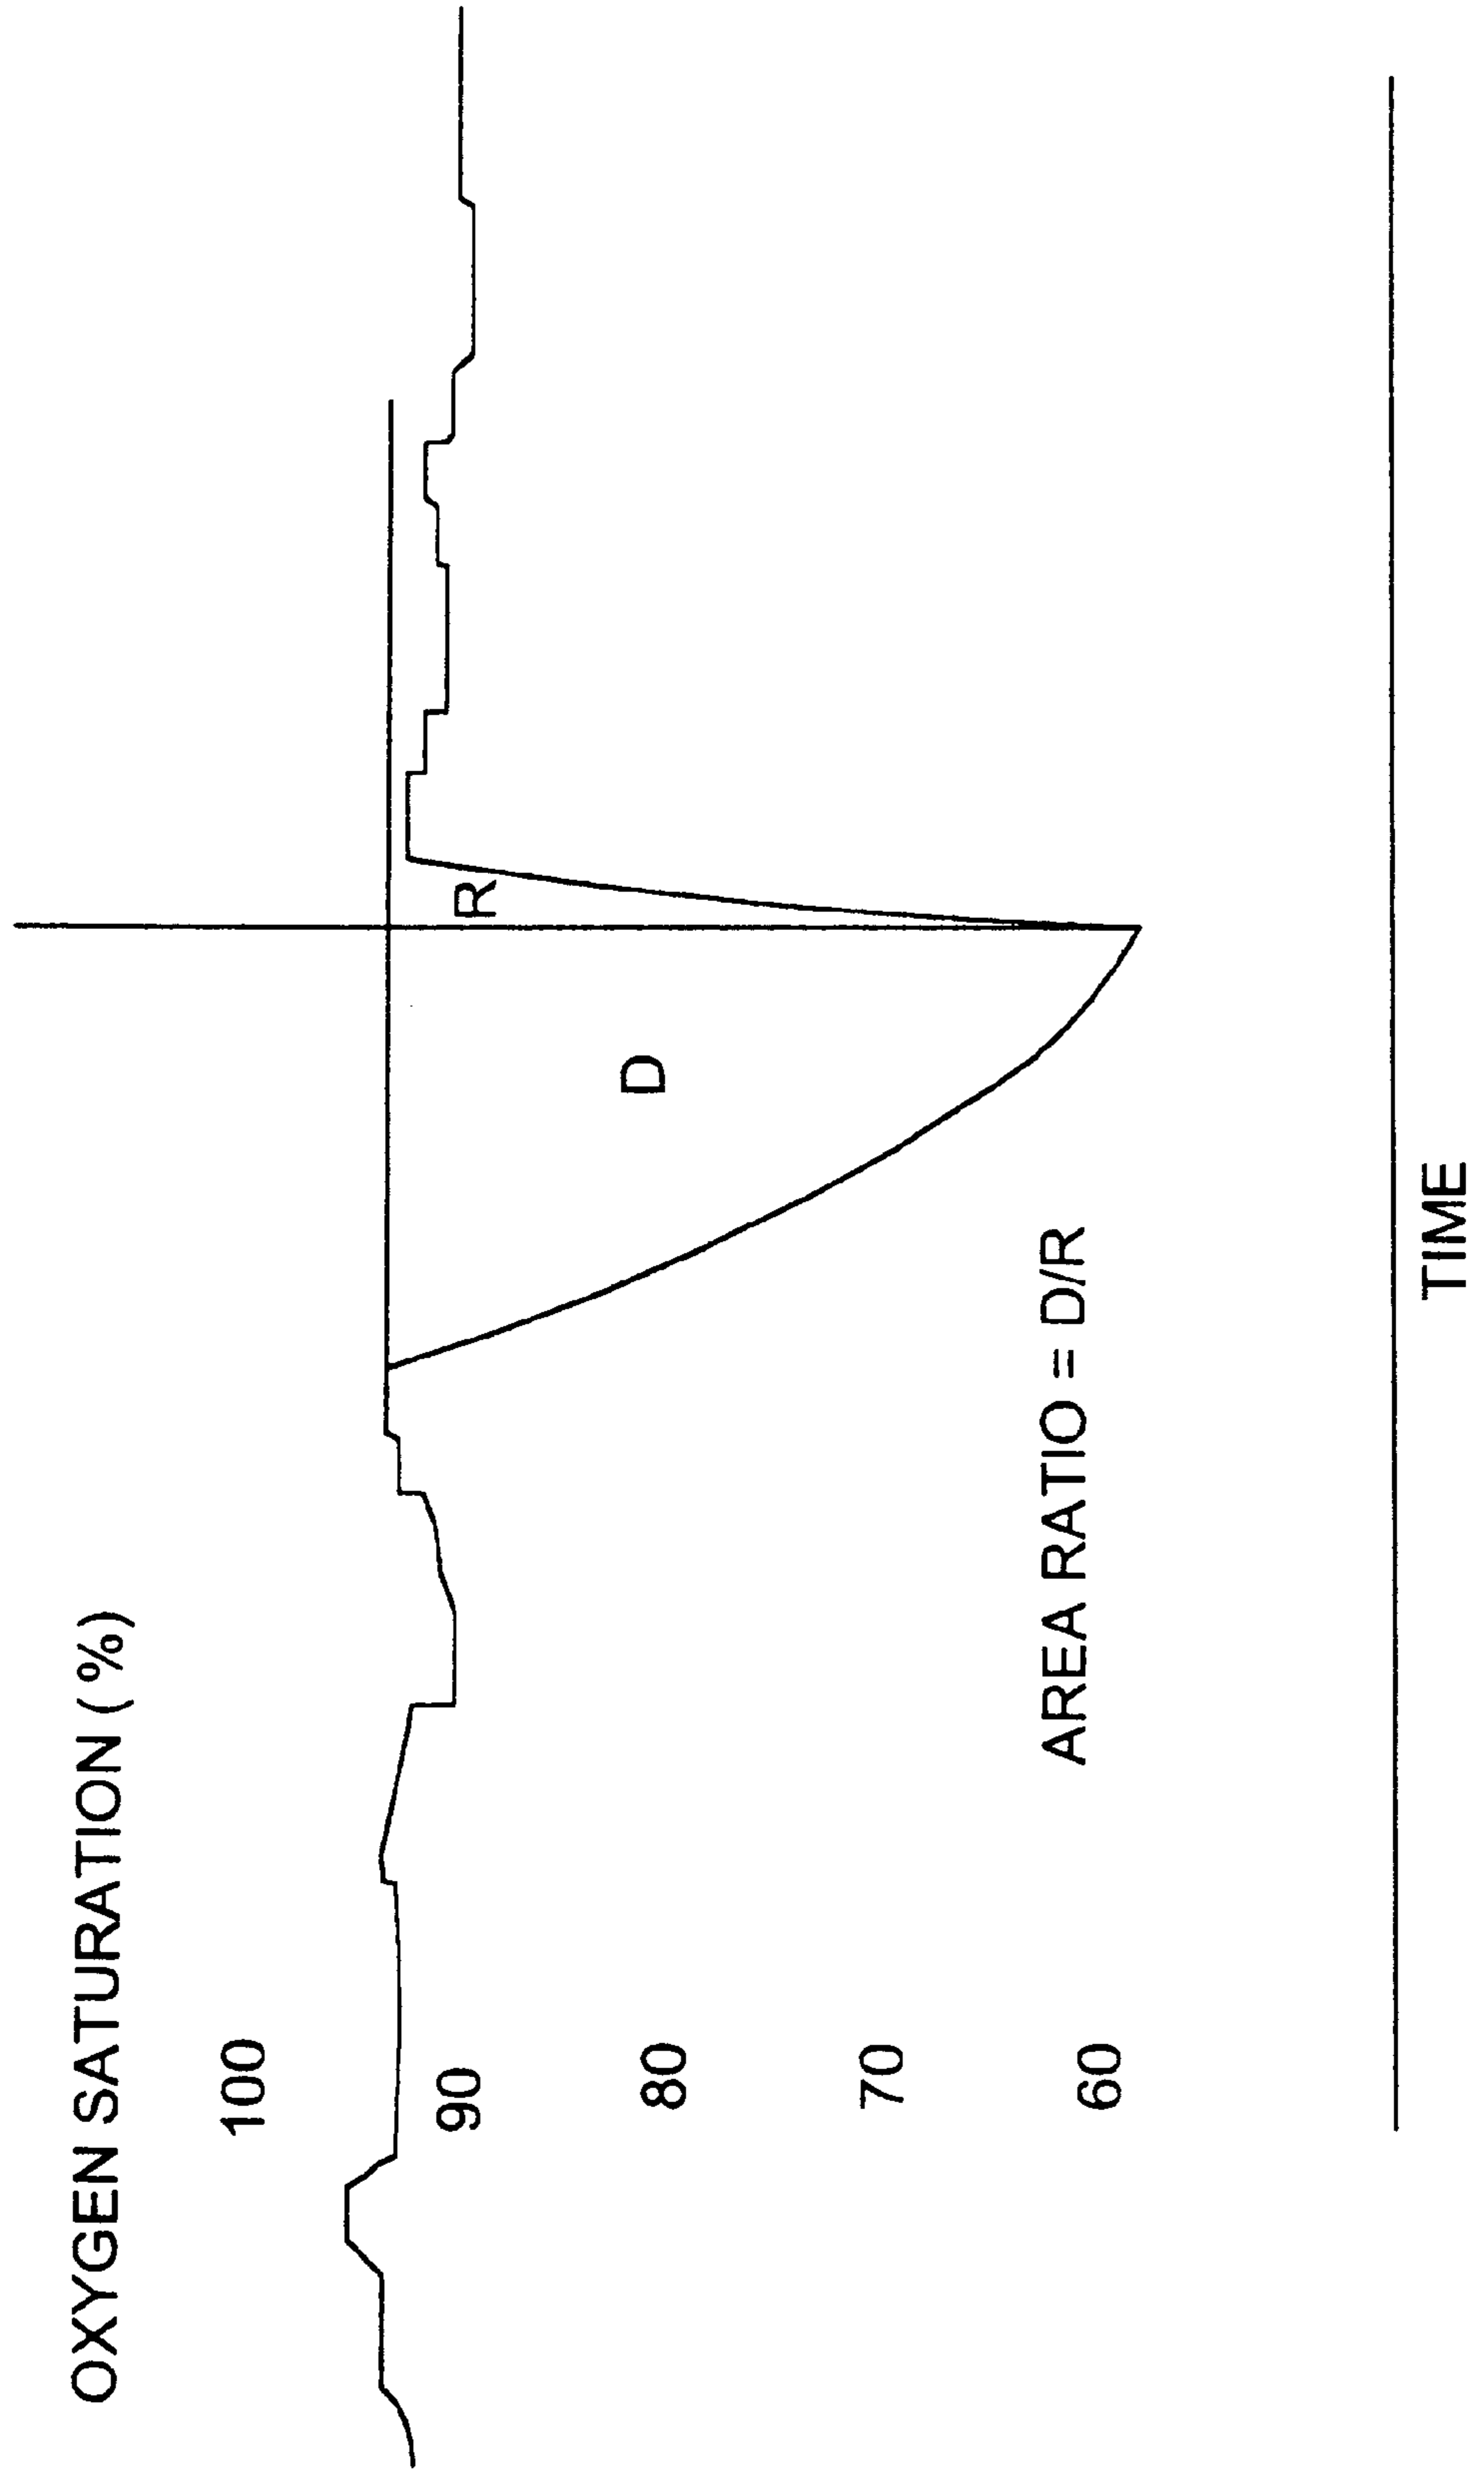 OXYGEN SATURATION (%)
100
90
R
80
D
70
60
AREA RATIO = D/R
TIME